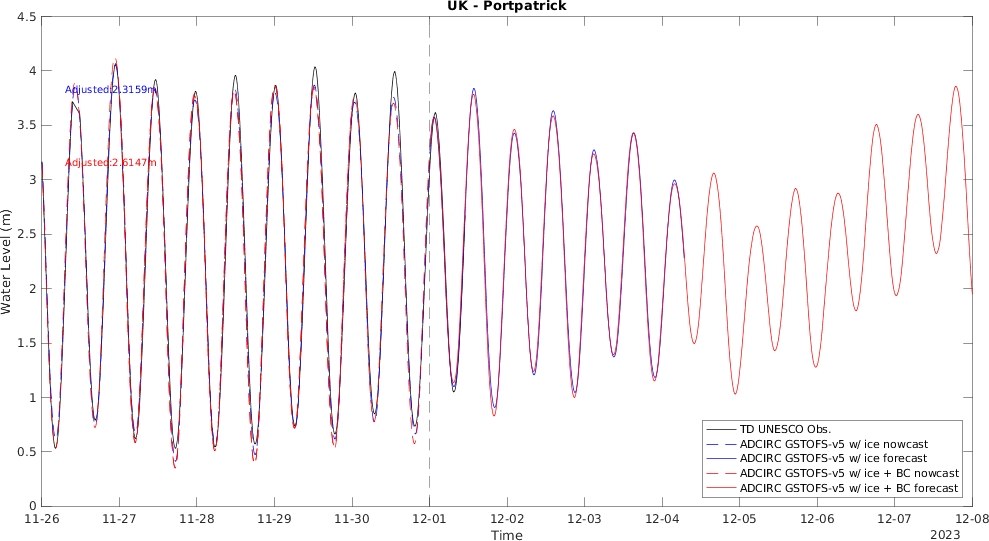 UK - Portpatrick
4.5
4
3.5
3
2.5
2
1.5
1
0.5
0
Water Level (m)
Adjusted:2.3159m
Adjusted:2.6147m
TD UNESCO Obs.
ADCIRC GSTOFS-v5 w/ ice nowcast
ADCIRC GSTOFS-v5 w/ ice forecast
ADCIRC GSTOFS-v5 w/ ice + BC nowcast
ADCIRC GSTOFS-v5 w/ ice + BC forecast
11-26 11-27 11-28 11-29 11-30 12-01 12-02 12-03 12-04 12-05 12-06 12-07 12-08
Time
2023